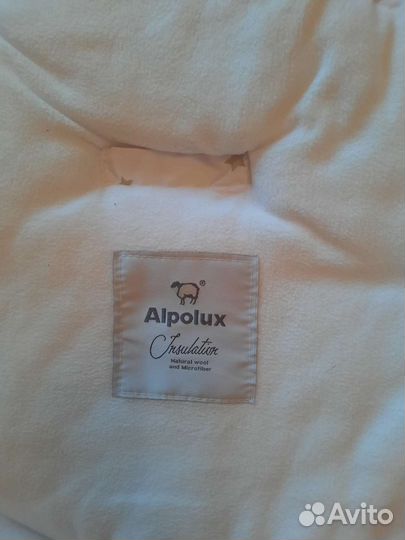 ®
Alpolux
Insulation
Natural wool
and Microfiber
Avito